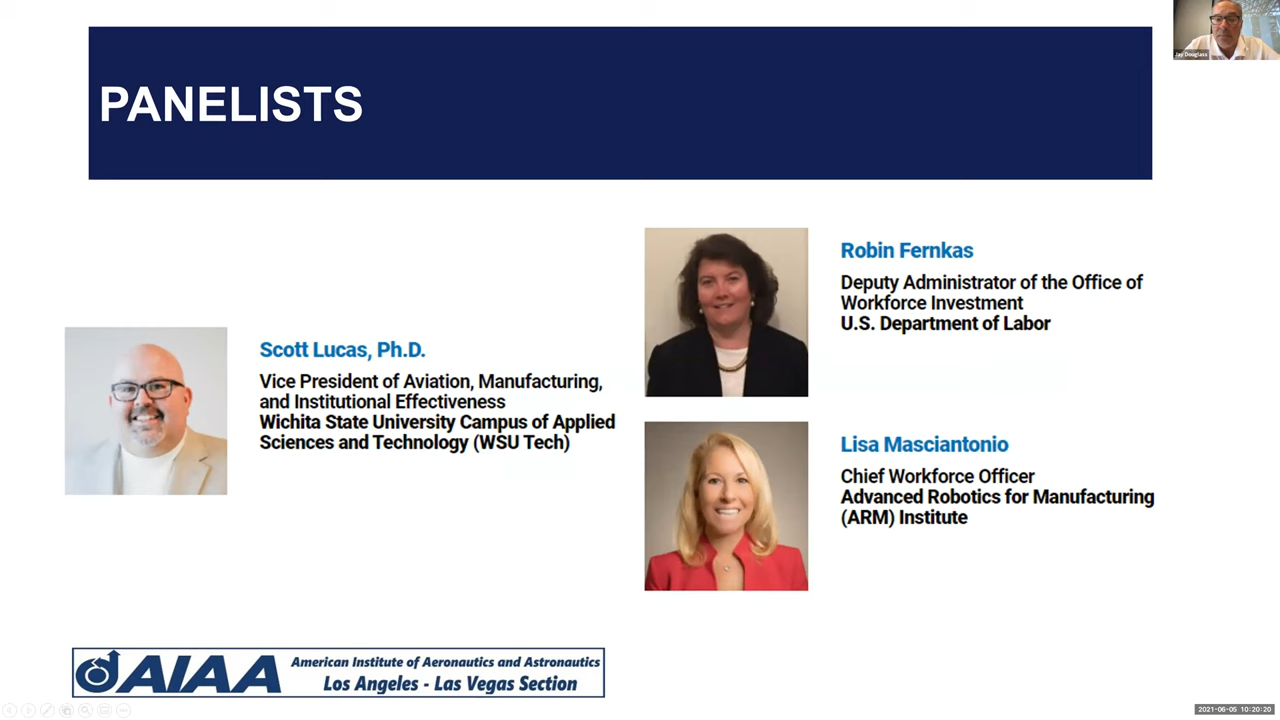 PANELISTS
Jay Douglass
Scott Lucas, Ph.D.
Vice President of Aviation, Manufacturing,
and Institutional Effectiveness
Wichita State University Campus of Applied
Sciences and Technology (WSU Tech)
Robin Fernkas
Deputy Administrator of the Office of
Workforce Investment
U.S. Department of Labor
Lisa Masciantonio
Chief Workforce Officer
Advanced Robotics for Manufacturing
(ARM) Institute
AIAA
American Institute of Aeronautics and Astronautics
Los Angeles - Las Vegas Section
2021-06-05 10:20:20